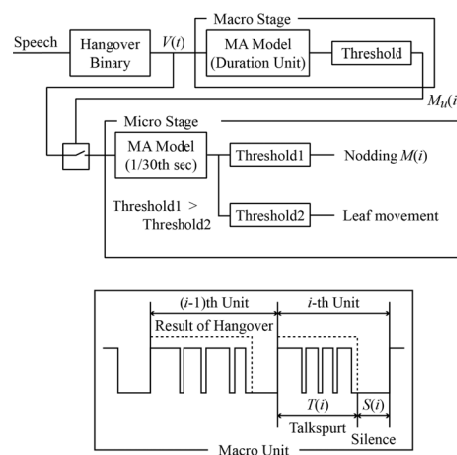 Macro Stage
Speech
Hangover
Binary
V(t)
MA Model
(Duration Unit)
Threshold
Mu(i
Micro Stage
MA Model
(1/30th sec)
Threshold1
Nodding M(i)
Threshold1 >
Threshold2
Threshold2
Leaf movement
(i-1)th Unit
i-th Unit
Result of Hangover
T(i)
S(i)
Talkspurt
Silence
Macro Unit